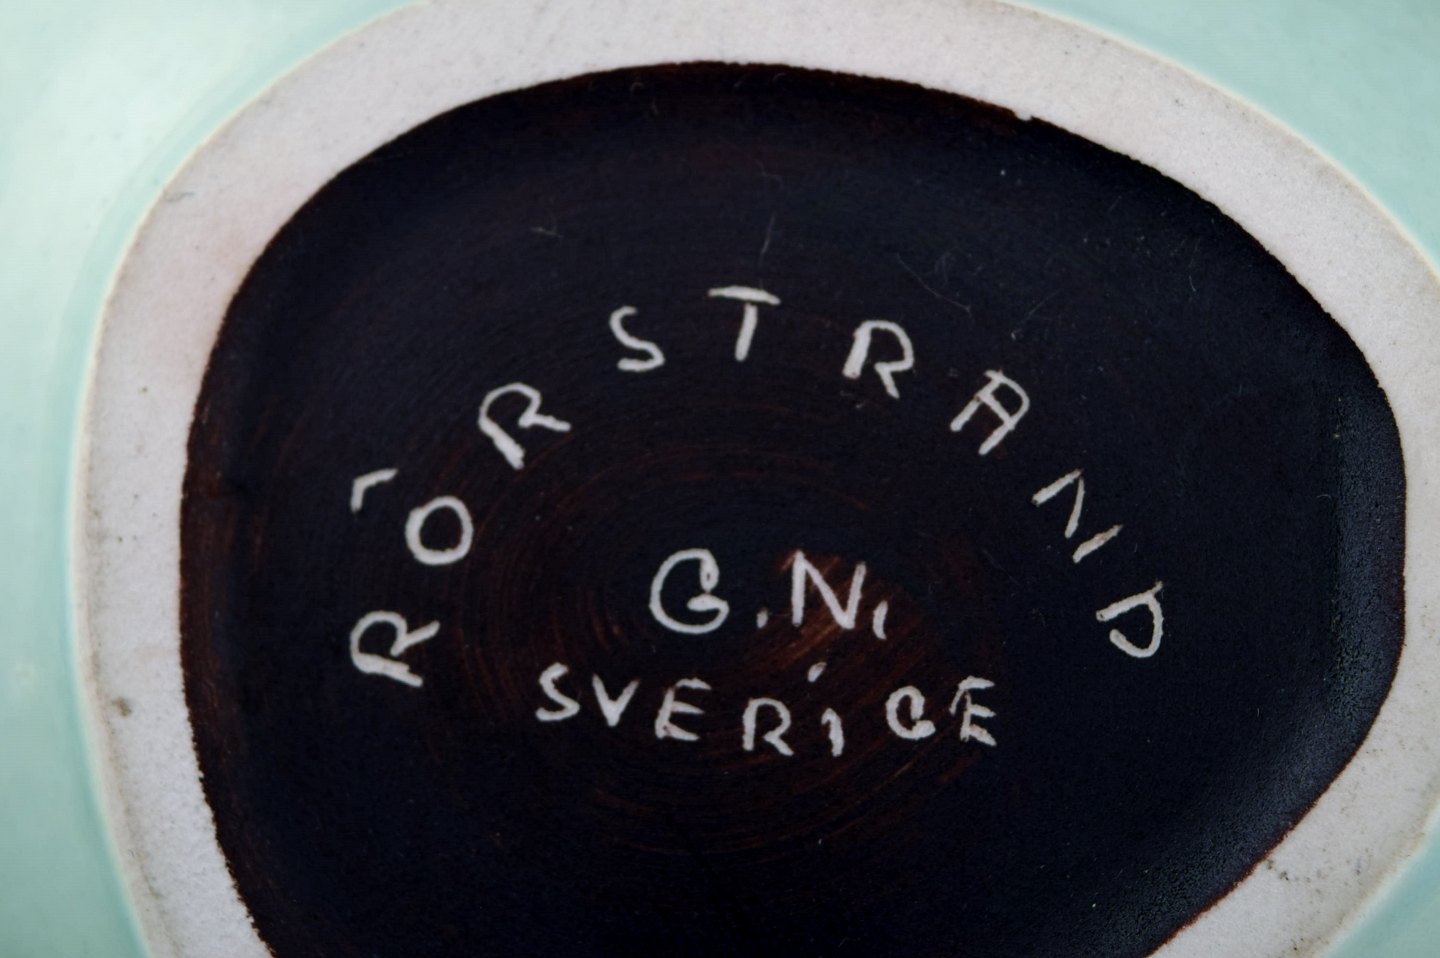 RÖRSTRAND
G.N.
SVERIGE